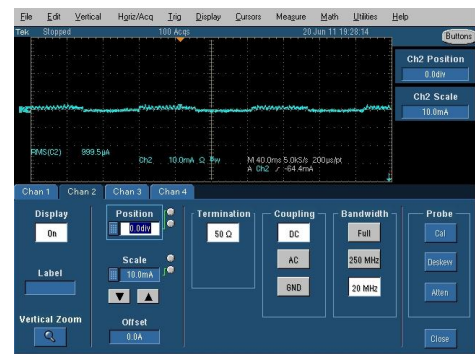 File Edit Vertical Horiz/Acq Trig Display Cursors Measure Math Utilities Help
Tek Stopped 100 Acqs 20 Jun 11 19:28:14
Buttons
Ch2 Position
0.0div
Ch2 Scale
10.0mA
RMS(C2) 999.5µA
Ch2 10.0mA Ω Bw M 40.0ms 5.0kS/s 200µs/pt
A Ch2 -64.4mA
Chan 1 Chan 2 Chan 3 Chan 4
Display
On
Label
Vertical Zoom
Position
0.0div
Scale
10.0mA
Offset
0.0A
Termination
50 Ω
Coupling
DC
AC
GND
Bandwidth
Full
250 MHz
20 MHz
Probe
Cal
Deskew
Atten
Close